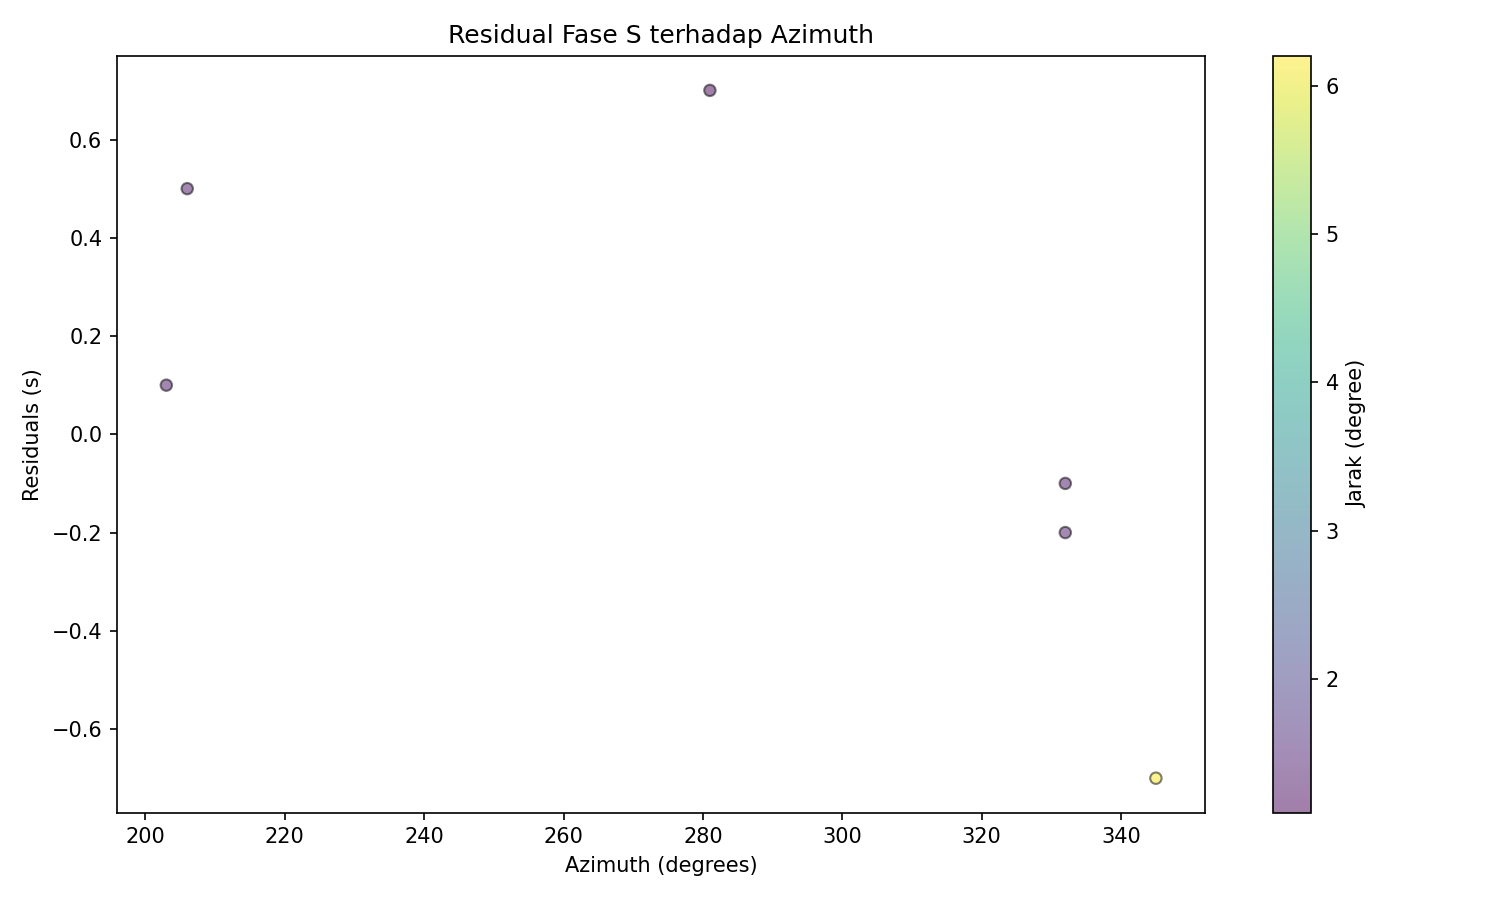 Residual Fase S terhadap Azimuth
Residuals (s)
0.6
0.4
0.2
0.0
−0.2
−0.4
−0.6
200 220 240 260 280 300 320 340
Azimuth (degrees)
6
5
4
3
2
Jarak (degree)